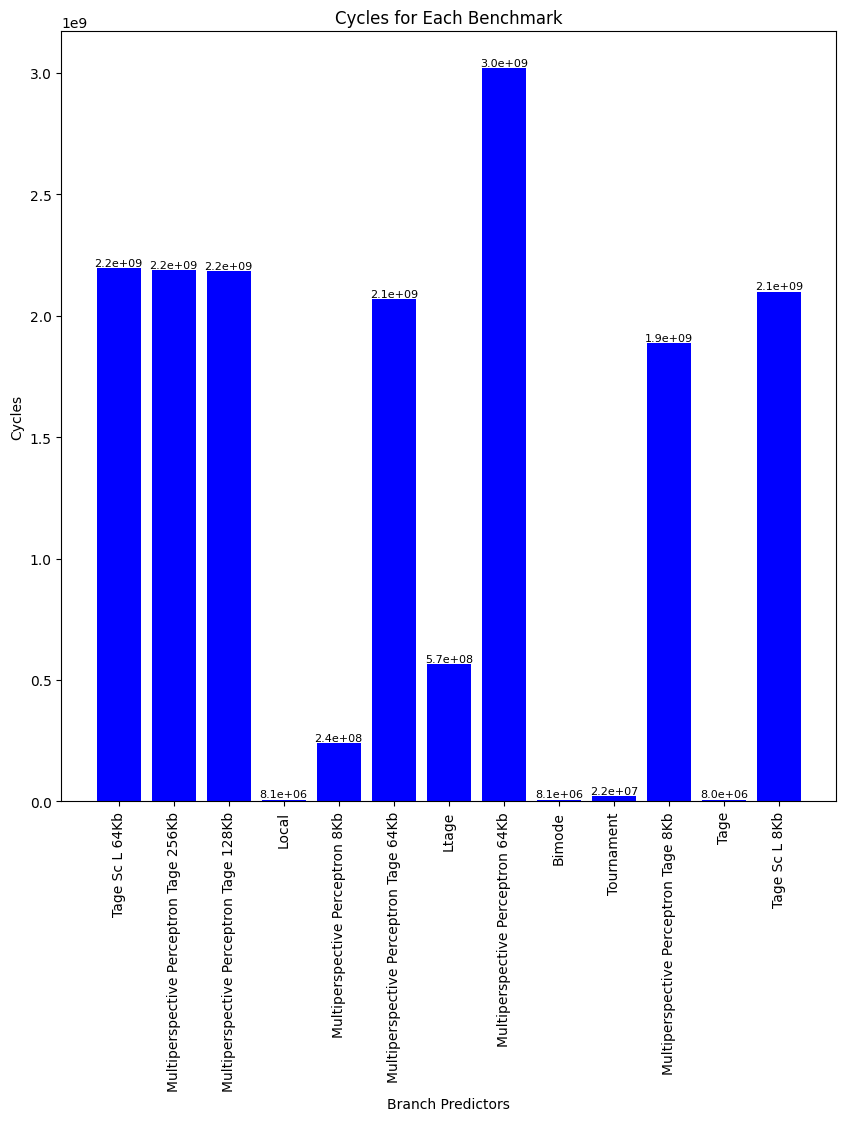 Cycles for Each Benchmark
1e9
Cycles
3.0
2.5
2.0
1.5
1.0
0.5
0.0
2.2e+09
2.2e+09
2.2e+09
8.1e+06
2.4e+08
2.1e+09
5.7e+08
3.0e+09
8.1e+06
2.2e+07
1.9e+09
8.0e+06
2.1e+09
Tage Sc L 64Kb
Multiperspective Perceptron Tage 256Kb
Multiperspective Perceptron Tage 128Kb
Local
Multiperspective Perceptron 8Kb
Multiperspective Perceptron Tage 64Kb
Ltage
Multiperspective Perceptron 64Kb
Bimode
Tournament
Multiperspective Perceptron Tage 8Kb
Tage
Tage Sc L 8Kb
Branch Predictors